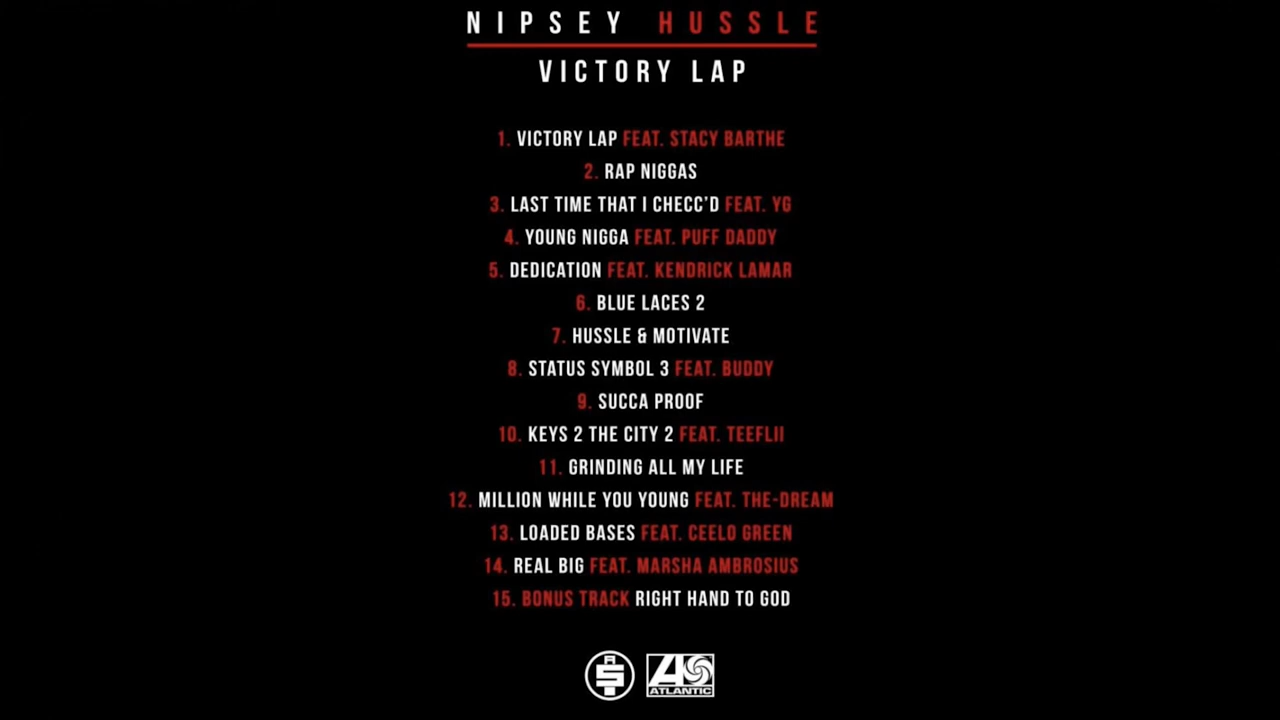 NIPSEY HUSSLE
VICTORY LAP
1. VICTORY LAP FEAT. STACY BARTHE
2. RAP NIGGAS
3. LAST TIME THAT I CHECC'D FEAT. YG
4. YOUNG NIGGA FEAT. PUFF DADDY
5. DEDICATION FEAT. KENDRICK LAMAR
6. BLUE LACES 2
7. HUSSLE & MOTIVATE
8. STATUS SYMBOL 3 FEAT. BUDDY
9. SUCCA PROOF
10. KEYS 2 THE CITY 2 FEAT. TEEFLII
11. GRINDING ALL MY LIFE
12. MILLION WHILE YOU YOUNG FEAT. THE-DREAM
13. LOADED BASES FEAT. CEELO GREEN
14. REAL BIG FEAT. MARSHA AMBROSIUS
15. BONUS TRACK RIGHT HAND TO GOD
ATLANTIC